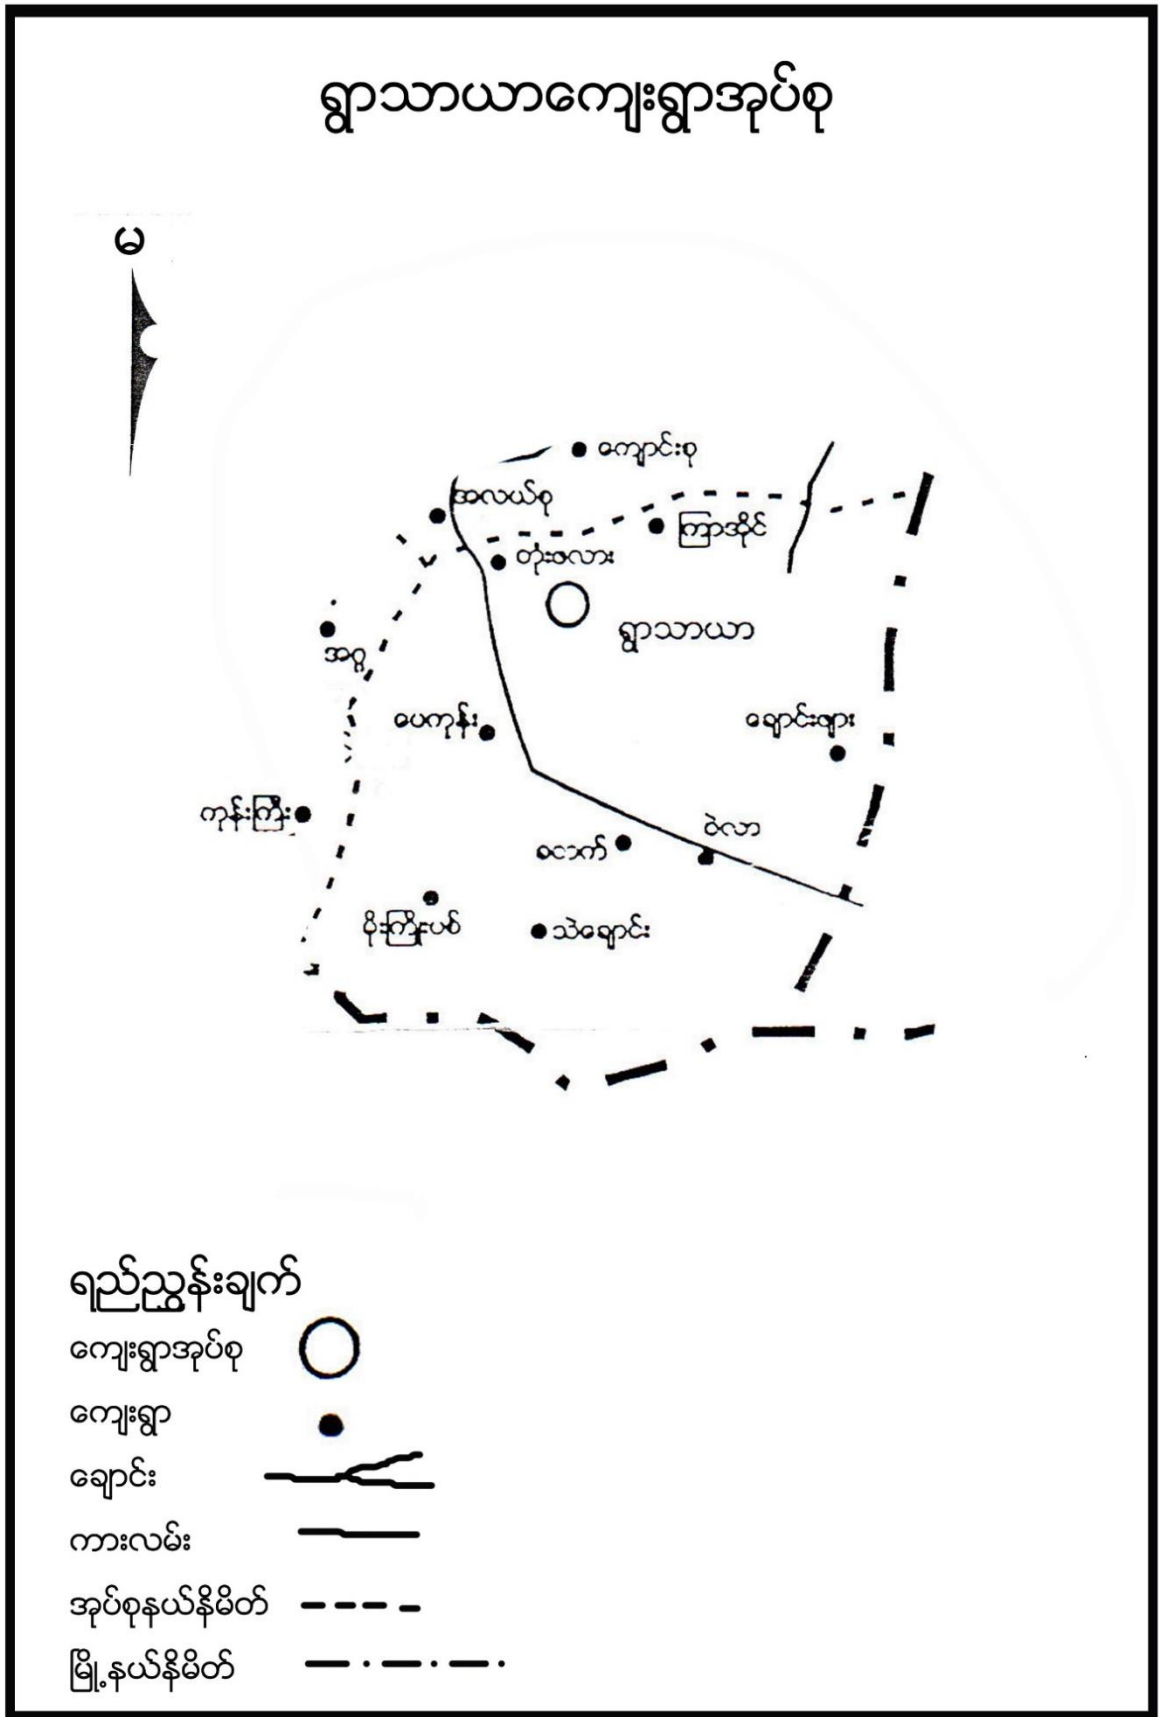 ရွာသာယာကျေးရွာအုပ်စု
မ
ကျောင်းစု
အလယ်စု
ကြာအိုင်
တုံးဇလား
ရွာသာယာ
အဂ္ဂ
ပေကုန်း
ချောင်းဖျား
ကုန်းကြီး
ဝဲလာ
မိုးကြိုးပစ်
သဲချောင်း
ရည်ညွှန်းချက်
ကျေးရွာအုပ်စု
ကျေးရွာ
ချောင်း
ကားလမ်း
အုပ်စုနယ်နိမိတ်
မြို့နယ်နိမိတ်